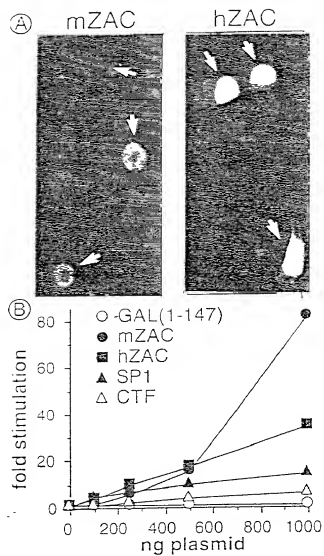 A mZAC hZAC
B
80
60
40
20
0
fold stimulation
GAL(1-147)
mZAC
hZAC
SP1
CTF
0 200 400 600 800 1000
ng plasmid